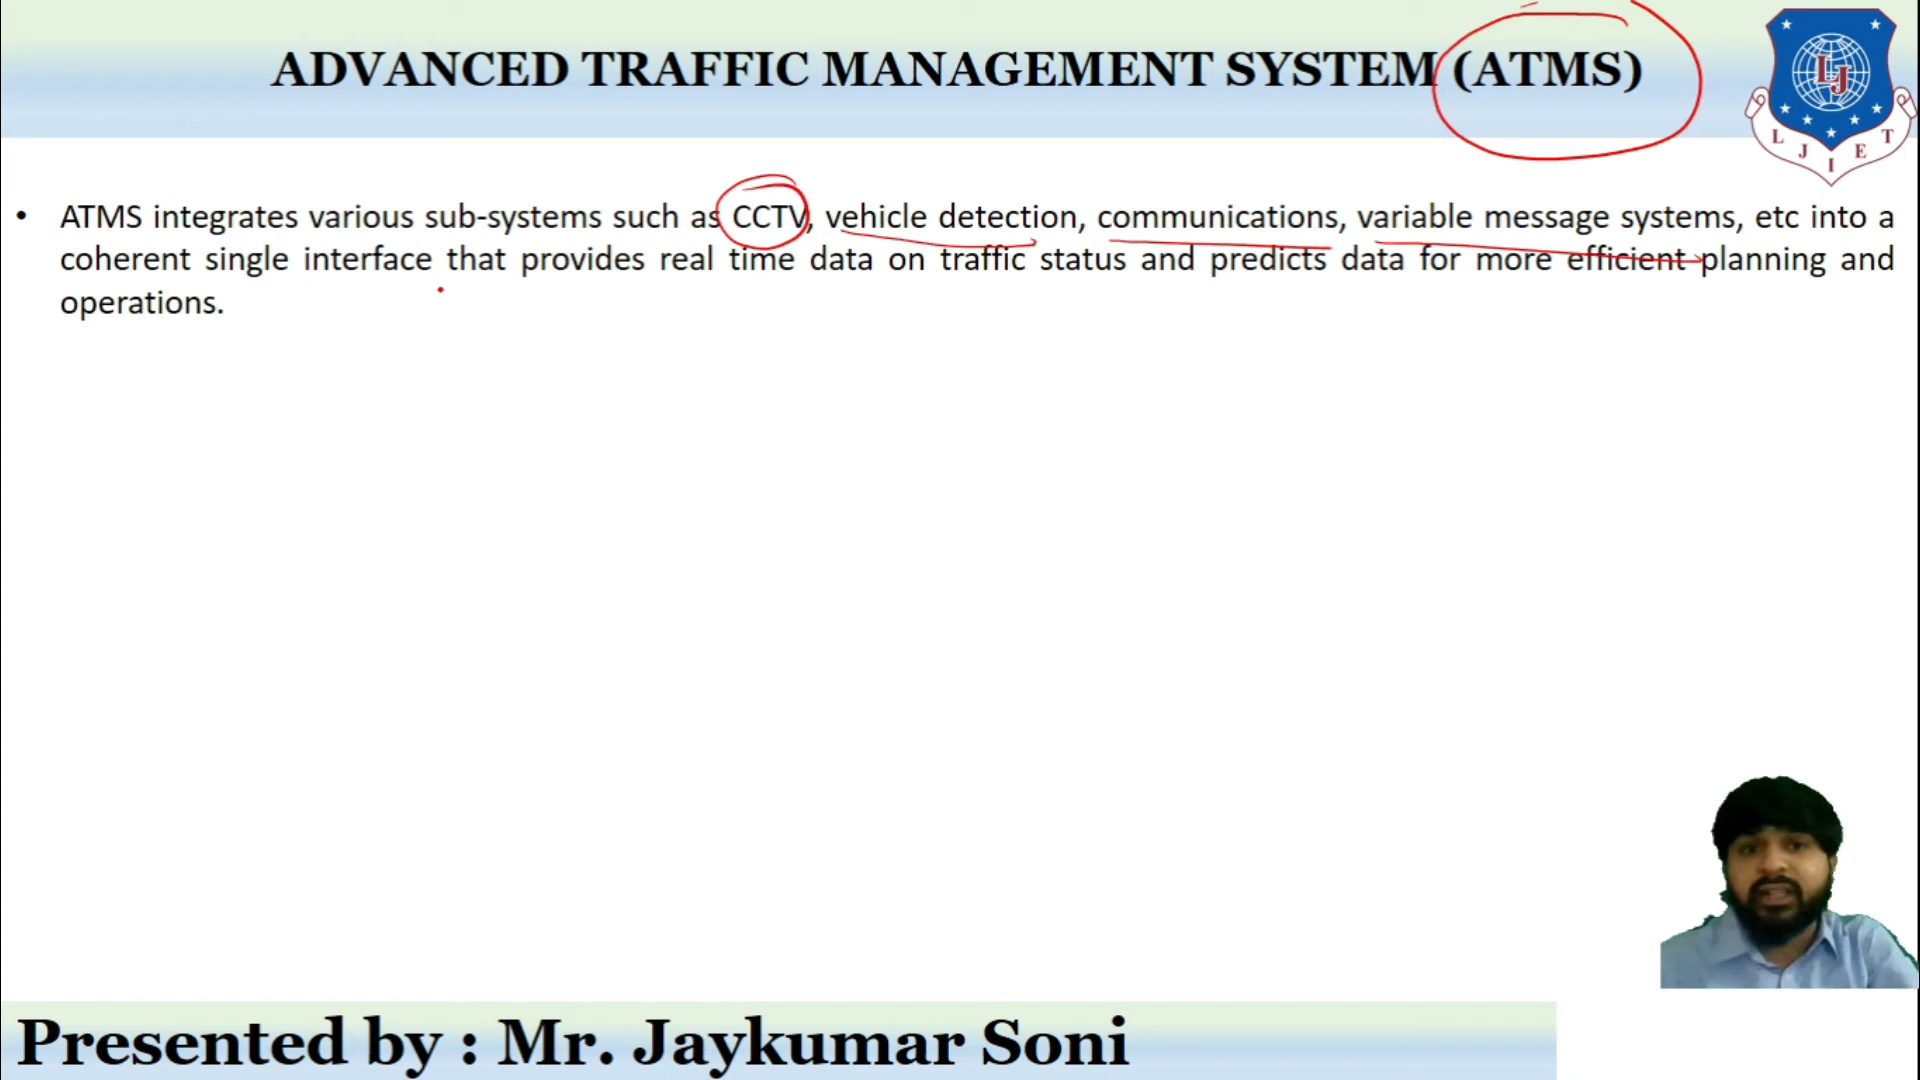 ADVANCED TRAFFIC MANAGEMENT SYSTEM (ATMS)
LJ
L J I E T
• ATMS integrates various sub-systems such as CCTV, vehicle detection, communications, variable message systems, etc into a
coherent single interface that provides real time data on traffic status and predicts data for more efficient planning and
operations.
Presented by : Mr. Jaykumar Soni